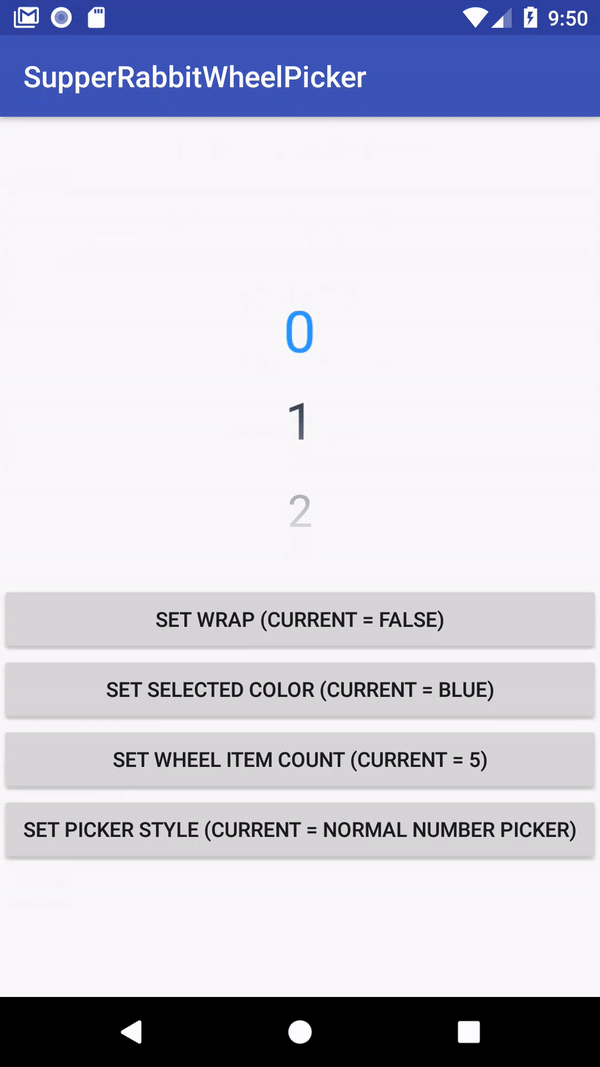 9:50
SupperRabbitWheelPicker
0
1
2
SET WRAP (CURRENT = FALSE)
SET SELECTED COLOR (CURRENT = BLUE)
SET WHEEL ITEM COUNT (CURRENT = 5)
SET PICKER STYLE (CURRENT = NORMAL NUMBER PICKER)